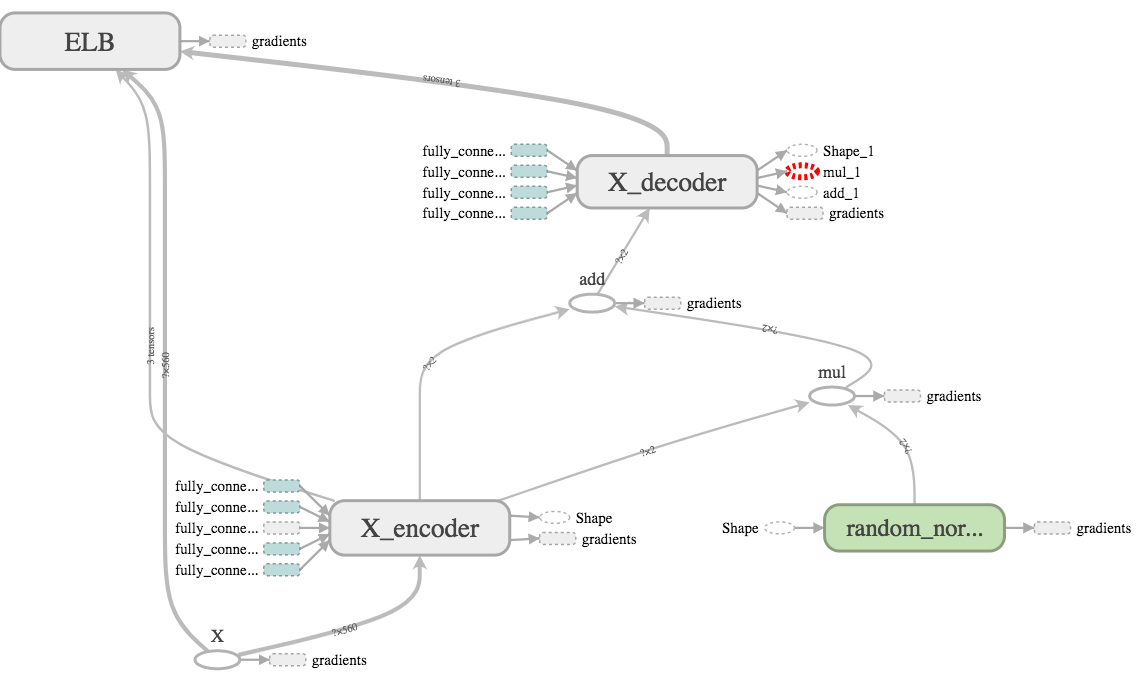 ELB
gradients
3 tensors
fully_conne...
fully_conne...
fully_conne...
fully_conne...
X_decoder
Shape_1
mul_1
add_1
gradients
?x2
add
gradients
?x2
3 tensors
?x560
?x2
mul
gradients
?x2
?x2
fully_conne...
fully_conne...
fully_conne...
fully_conne...
fully_conne...
X_encoder
Shape
gradients
Shape
random_nor...
gradients
?x560
X
gradients